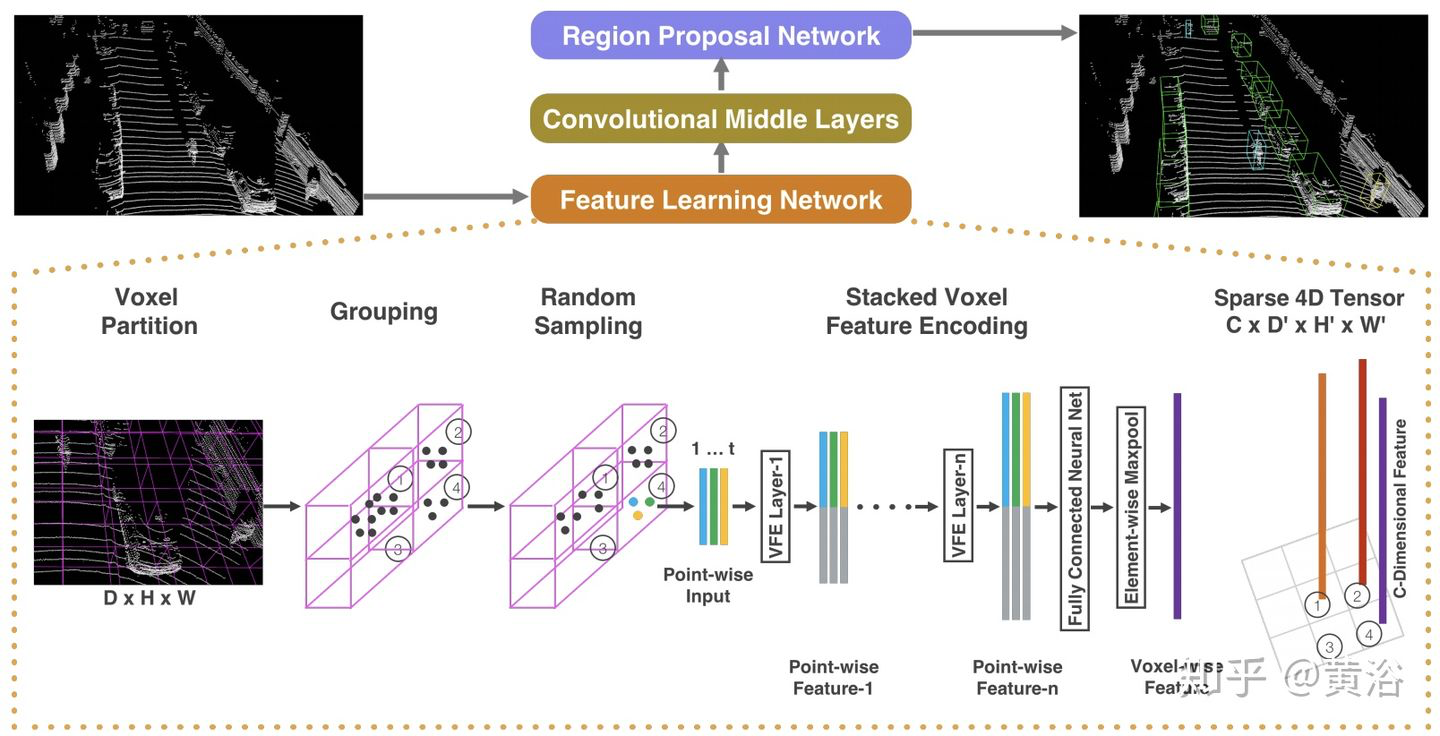 Region Proposal Network
Convolutional Middle Layers
Feature Learning Network
Voxel
Partition
Grouping
Random
Sampling
Stacked Voxel
Feature Encoding
Sparse 4D Tensor
C x D' x H' x W'
D x H x W
1
2
3
4
1
2
3
4
1 ... t
Point-wise
Input
VFE Layer-1
Point-wise
Feature-1
VFE Layer-n
Point-wise
Feature-n
Fully Connected Neural Net
Element-wise Maxpool
Voxel-wise
Feature
C-Dimensional Feature
1
2
3
4
知乎 @黄浴